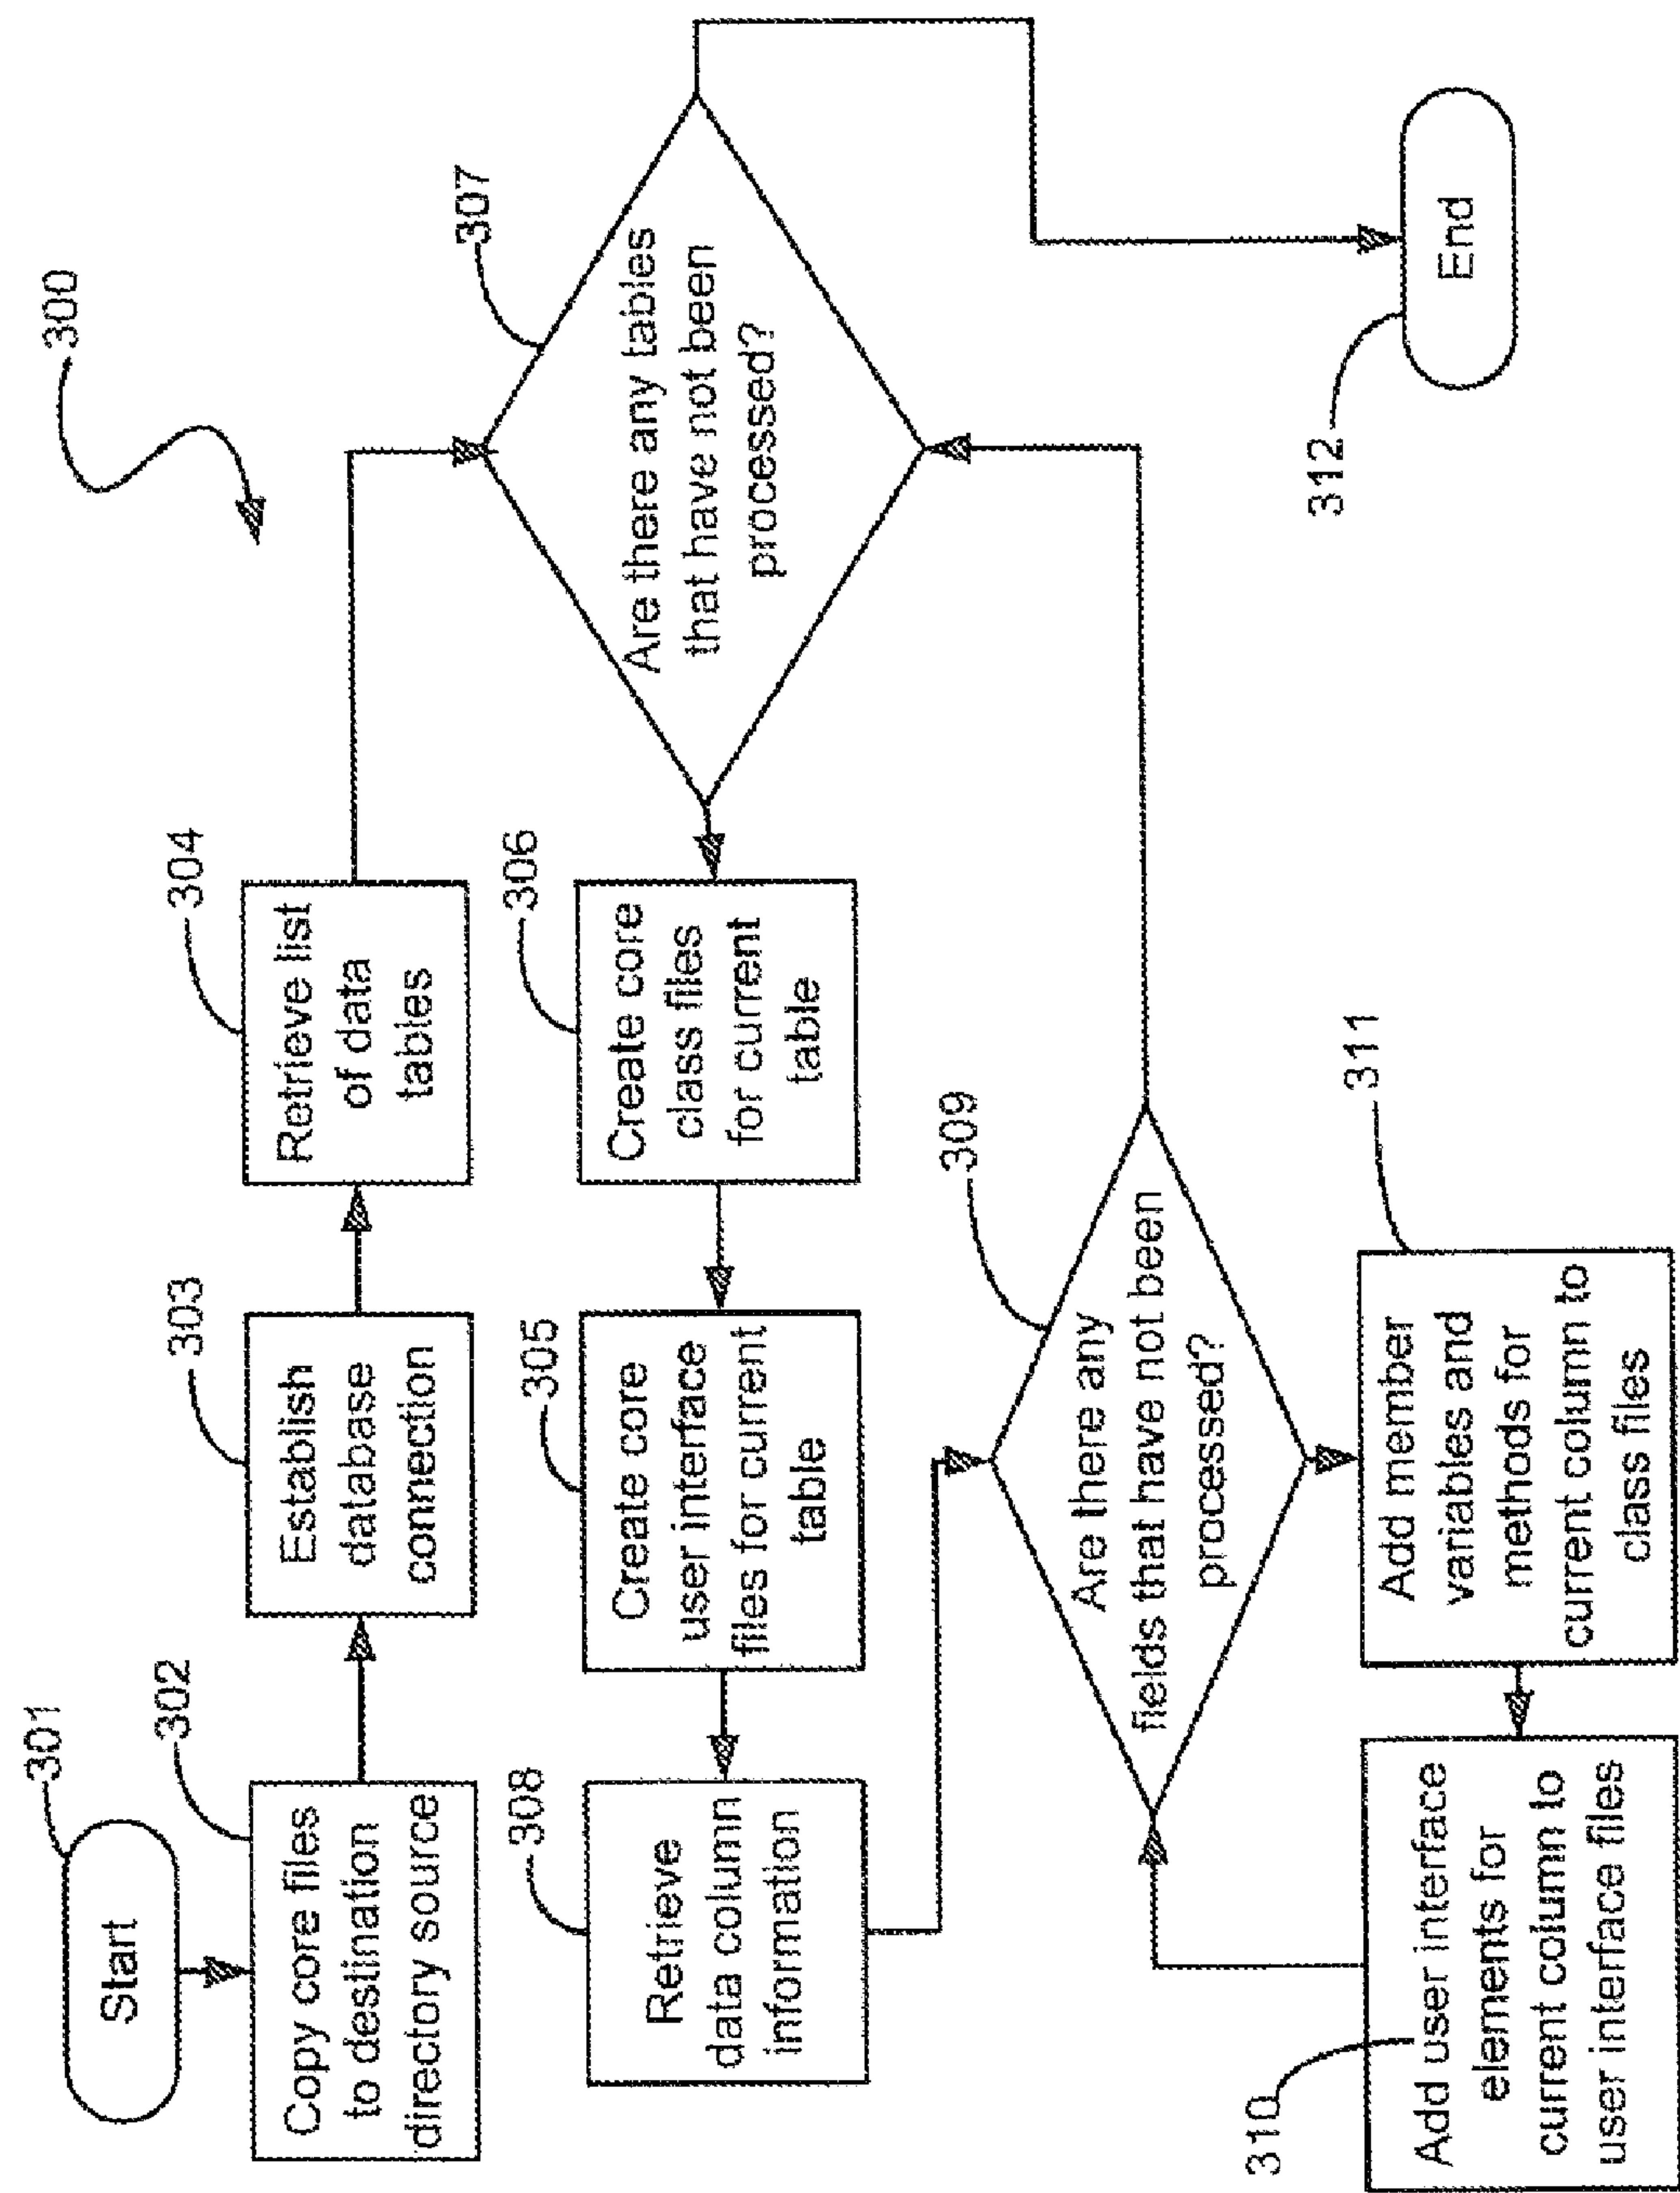 300
301
Start
302
Copy core files
to destination
directory source
303
Establish
database
connection
304
Retrieve list
of data
tables
307
Are there any tables
that have not been
processed?
306
Create core
class files
for current
table
305
Create core
user interface
files for current
table
308
Retrieve
data column
information
309
Are there any
fields that have not been
processed?
311
Add member
variables and
methods for
current column to
class files
310
Add user interface
elements for
current column to
user interface files
312
End